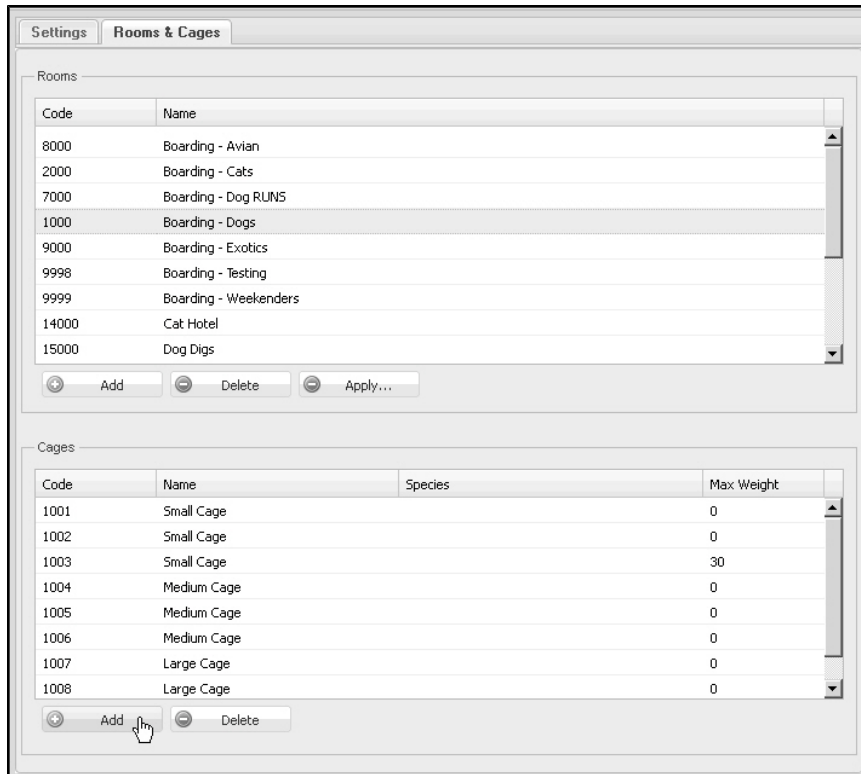 Settings Rooms & Cages
Rooms
Code Name
8000 Boarding - Avian
2000 Boarding - Cats
7000 Boarding - Dog RUNS
1000 Boarding - Dogs
9000 Boarding - Exotics
9998 Boarding - Testing
9999 Boarding - Weekenders
14000 Cat Hotel
15000 Dog Digs
Add Delete Apply...
Cages
Code Name Species Max Weight
1001 Small Cage 0
1002 Small Cage 0
1003 Small Cage 30
1004 Medium Cage 0
1005 Medium Cage 0
1006 Medium Cage 0
1007 Large Cage 0
1008 Large Cage 0
Add Delete